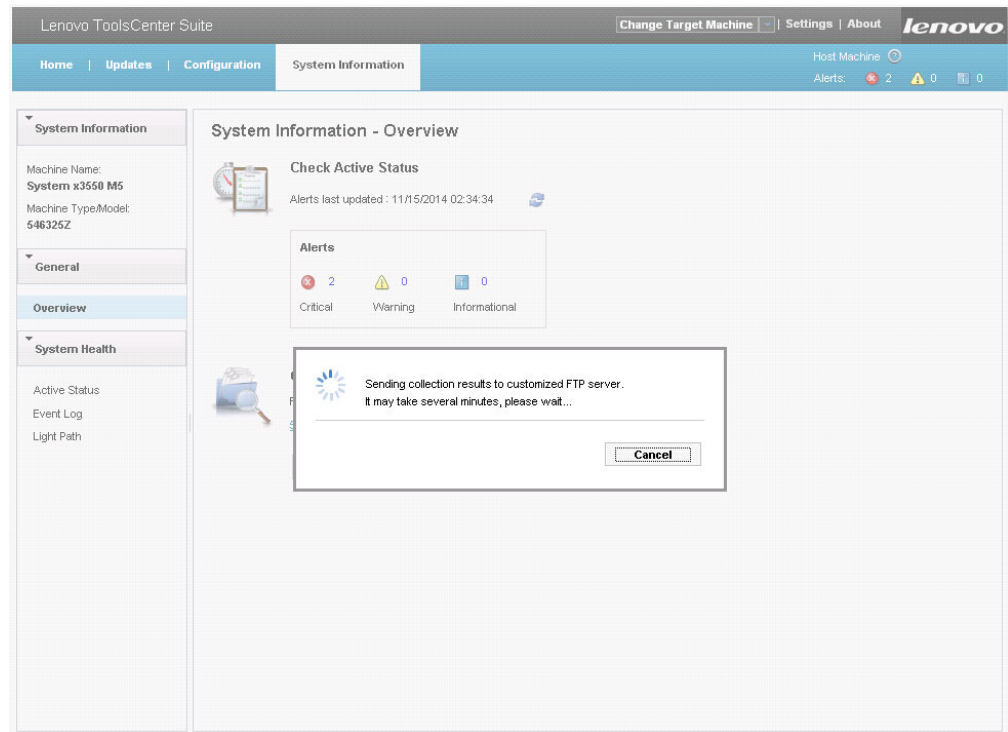 Lenovo ToolsCenter Suite
Change Target Machine | Settings | About
lenovo
Home | Updates | Configuration
System Information
Host Machine
Alerts: 2 0 0
System Information
Machine Name:
System x3550 M5
Machine Type/Model:
546325Z
General
Overview
System Health
Active Status
Event Log
Light Path
System Information - Overview
Check Active Status
Alerts last updated : 11/15/2014 02:34:34
Alerts
2 0 0
Critical Warning Informational
Sending collection results to customized FTP server.
It may take several minutes, please wait...
Cancel